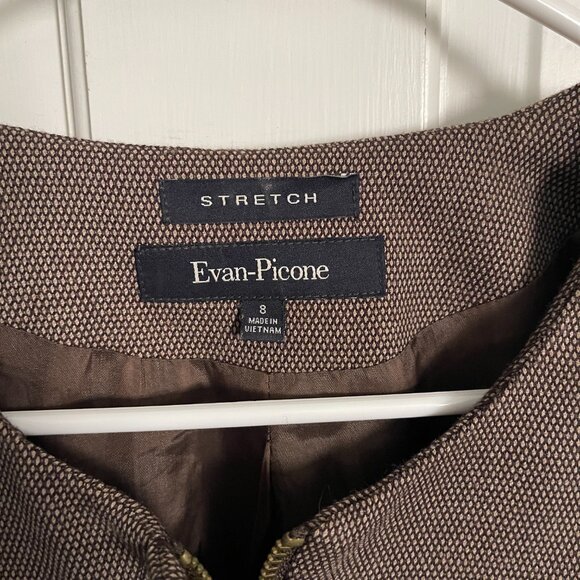 STRETCH
Evan-Picone
8
MADE IN
VIETNAM